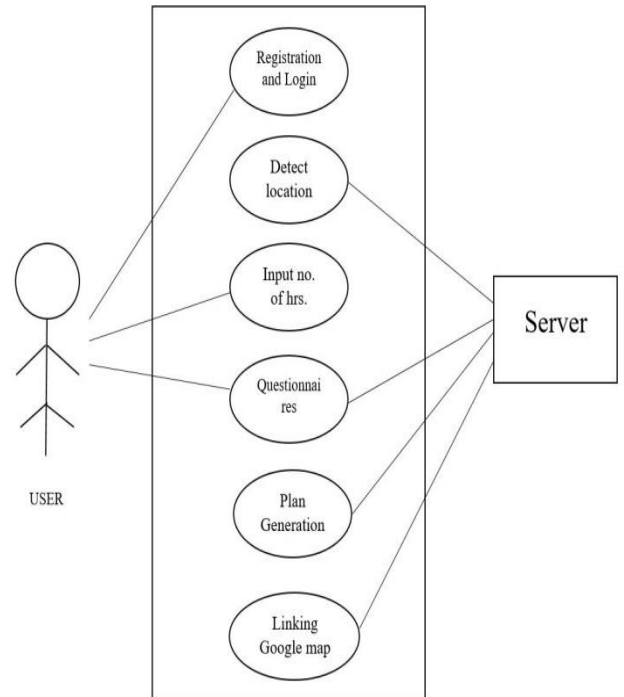 Registration
and Login
Detect
location
Input no.
of hrs.
Server
Questionnai
res
USER
Plan
Generation
Linking
Google map